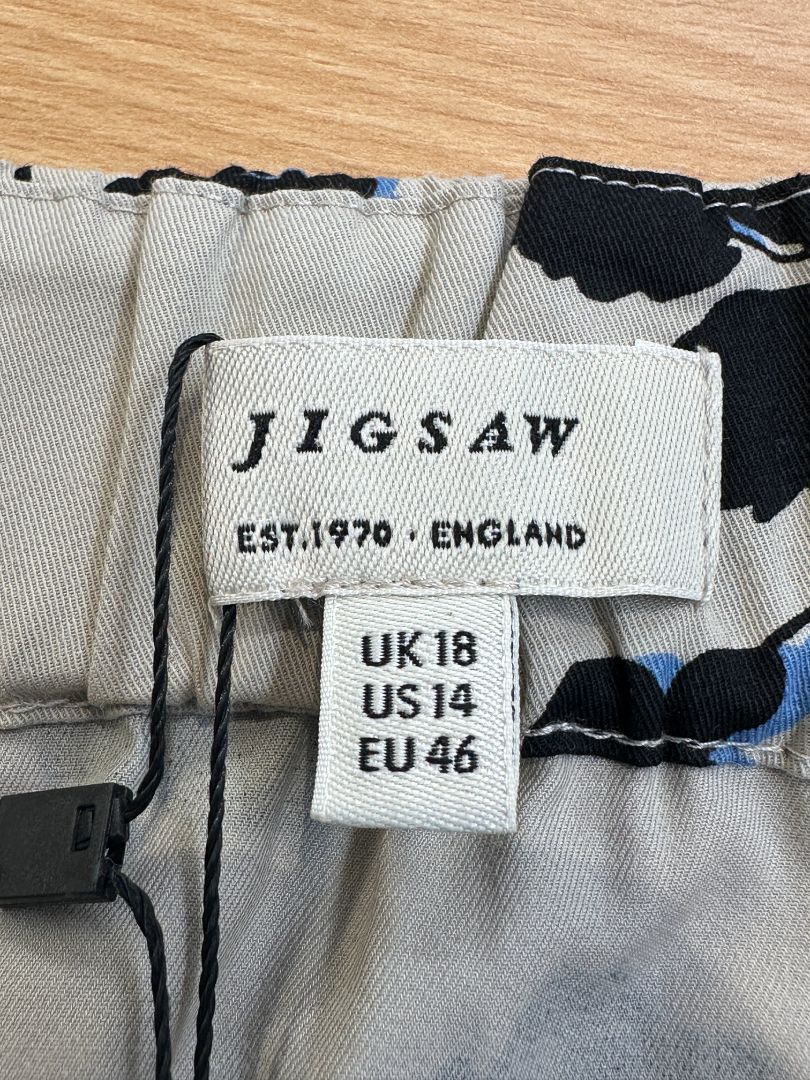 JIGSAW
EST.1970 · ENGLAND
UK 18
US 14
EU 46